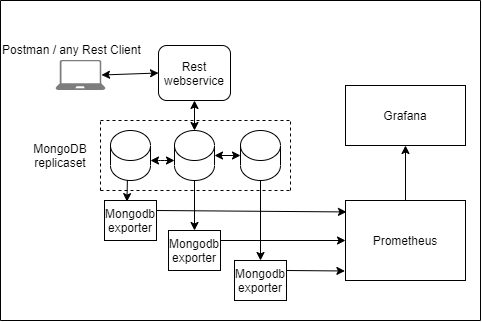 Postman / any Rest Client
Rest
webservice
MongoDB
replicaset
Grafana
Mongodb
exporter
Mongodb
exporter
Mongodb
exporter
Prometheus